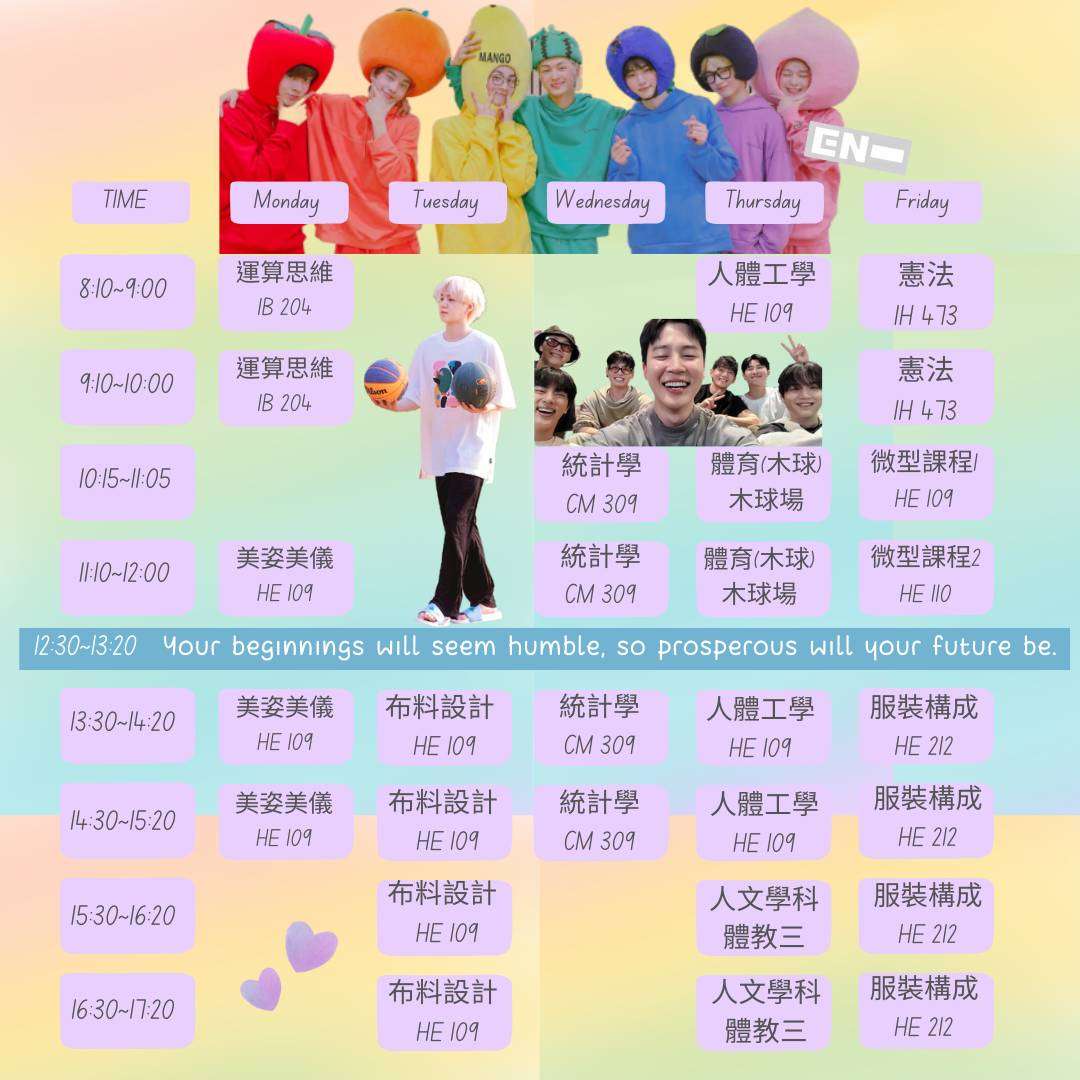 MANGO
EN-
TIME
Monday
Tuesday
Wednesday
Thursday
Friday
8:10~9:00
運算思維
IB 204
人體工學
HE 109
憲法
IH 473
9:10~10:00
運算思維
IB 204
憲法
IH 473
10:15~11:05
統計學
CM 309
體育(木球)
木球場
微型課程1
HE 109
11:10~12:00
美姿美儀
HE 109
統計學
CM 309
體育(木球)
木球場
微型課程2
HE 110
12:30~13:20 Your beginnings will seem humble, so prosperous will your future be.
13:30~14:20
美姿美儀
HE 109
布料設計
HE 109
統計學
CM 309
人體工學
HE 109
服裝構成
HE 212
14:30~15:20
美姿美儀
HE 109
布料設計
HE 109
統計學
CM 309
人體工學
HE 109
服裝構成
HE 212
15:30~16:20
布料設計
HE 109
人文學科
體教三
服裝構成
HE 212
16:30~17:20
布料設計
HE 109
人文學科
體教三
服裝構成
HE 212